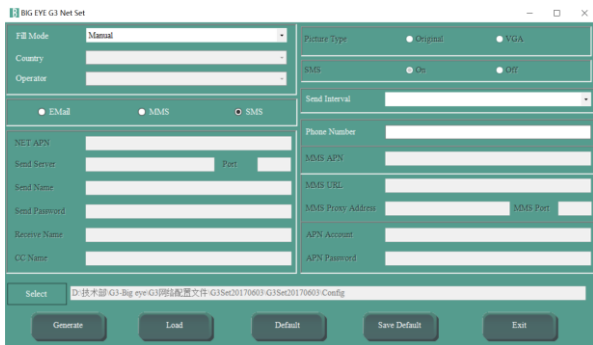 BIG EYE G3 Net Set
Fill Mode Manual
Country
Operator
EMail MMS SMS
NET APN
Send Server Port
Send Name
Send Password
Receive Name
CC Name
Picture Type Original VGA
SMS On Off
Send Interval
Phone Number
MMS APN
MMS URL
MMS Proxy Address MMS Port
APN Account
APN Password
Select D:\技术部\G3-Big eye\G3网络配置文件\G3Set20170603\G3Set20170603\Config
Generate Load Default Save Default Exit